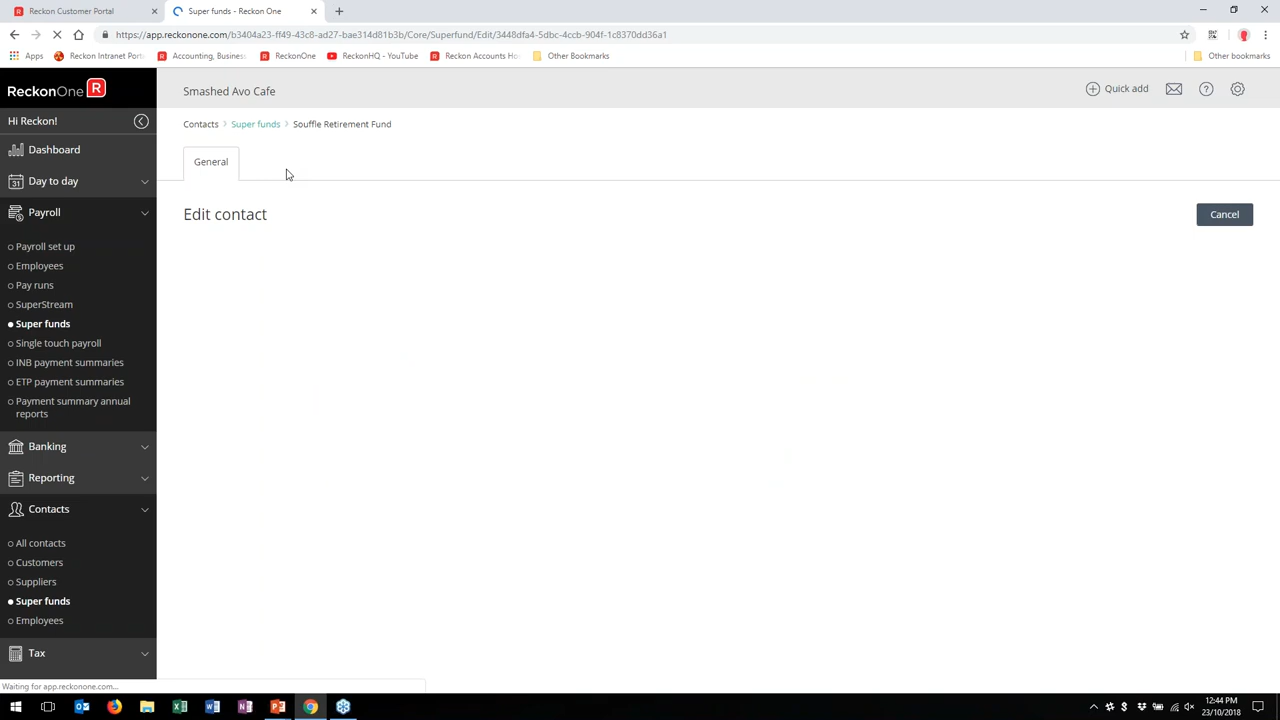 Reckon Customer Portal
Super funds - Reckon One
https://app.reckonone.com/b3404a23-ff49-43c8-ad27-bae314d81b3b/Core/Superfund/Edit/3448dfa4-5dbc-4ccb-904f-1c8370dd36a1
Apps Reckon Intranet Port Accounting, Business ReckonOne ReckonHQ - YouTube Reckon Accounts Ho Other Bookmarks Other bookmarks
ReckonOne R
Smashed Avo Cafe
Quick add
Hi Reckon!
Contacts > Super funds > Souffle Retirement Fund
Dashboard
General
31 Day to day
Payroll
Edit contact
Cancel
Payroll set up
Employees
Pay runs
SuperStream
Super funds
Single touch payroll
INB payment summaries
ETP payment summaries
Payment summary annual
reports
Banking
Reporting
Contacts
All contacts
Customers
Suppliers
Super funds
Employees
Tax
Waiting for app.reckonone.com...
12:44 PM
23/10/2018